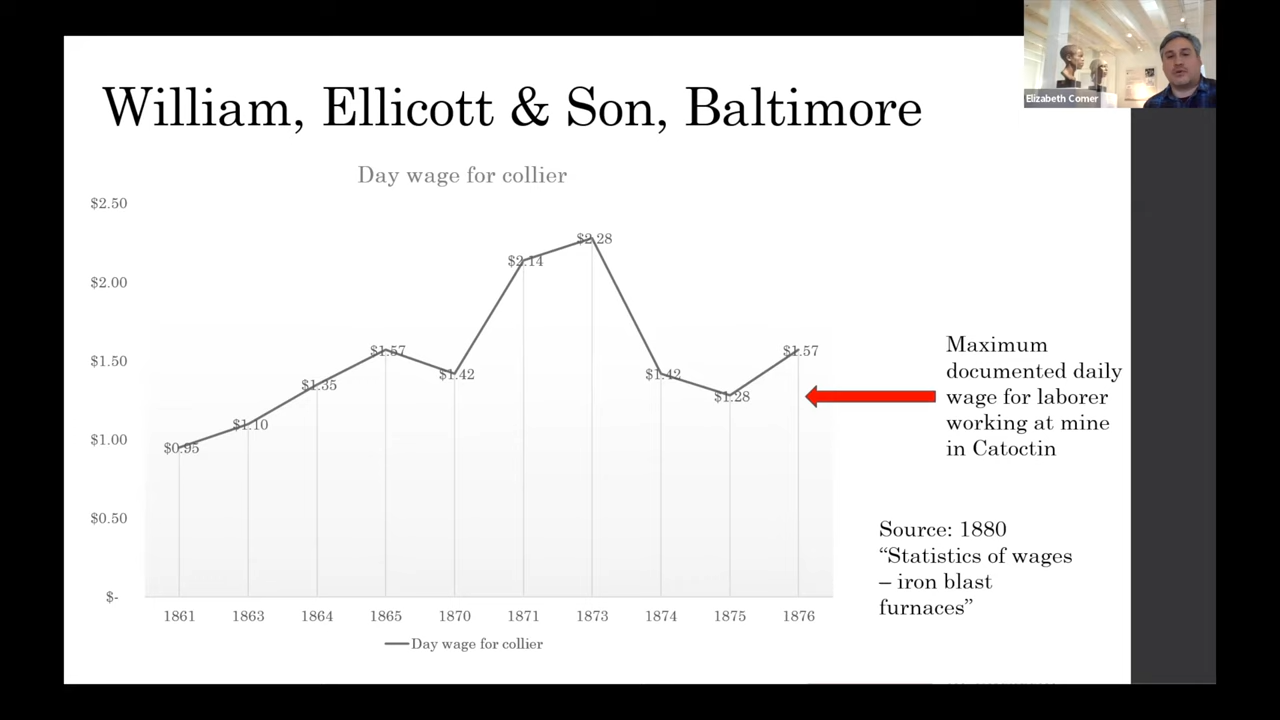 William, Ellicott & Son, Baltimore
Elizabeth Comer
Day wage for collier
$2.50
$2.00
$1.50
$1.00
$0.50
$-
$0.95
$1.10
$1.35
$1.57
$1.42
$2.14
$2.28
$1.42
$1.28
$1.57
1861 1863 1864 1865 1870 1871 1873 1874 1875 1876
Day wage for collier
Maximum
documented daily
wage for laborer
working at mine
in Catoctin
Source: 1880
“Statistics of wages
– iron blast
furnaces”